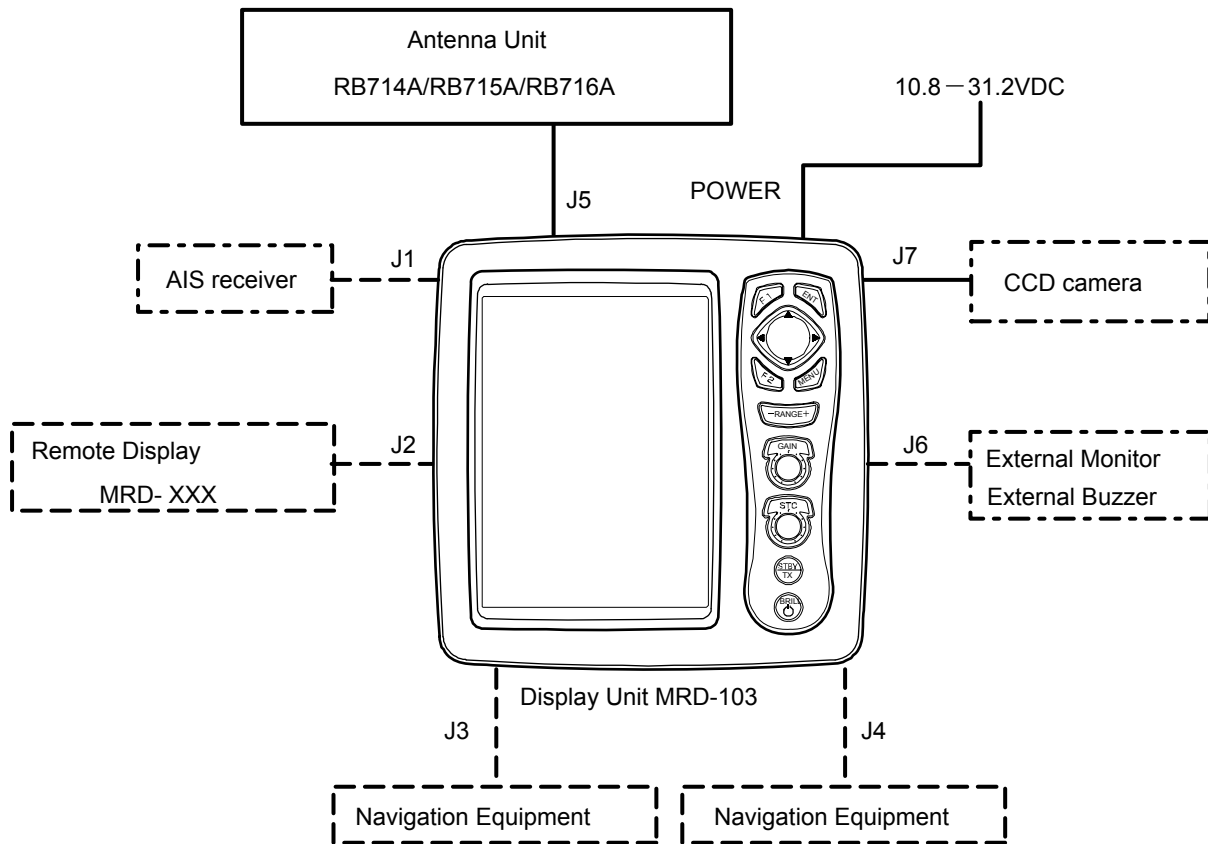 Antenna Unit
RB714A/RB715A/RB716A
10.8－31.2VDC
POWER
J5
J1
AIS receiver
J7
CCD camera
F 1
ENT
F 2
MENU
－RANGE＋
GAIN
STC
STBY
TX
BRILL
J2
Remote Display
MRD- XXX
J6
External Monitor
External Buzzer
Display Unit MRD-103
J3
J4
Navigation Equipment
Navigation Equipment